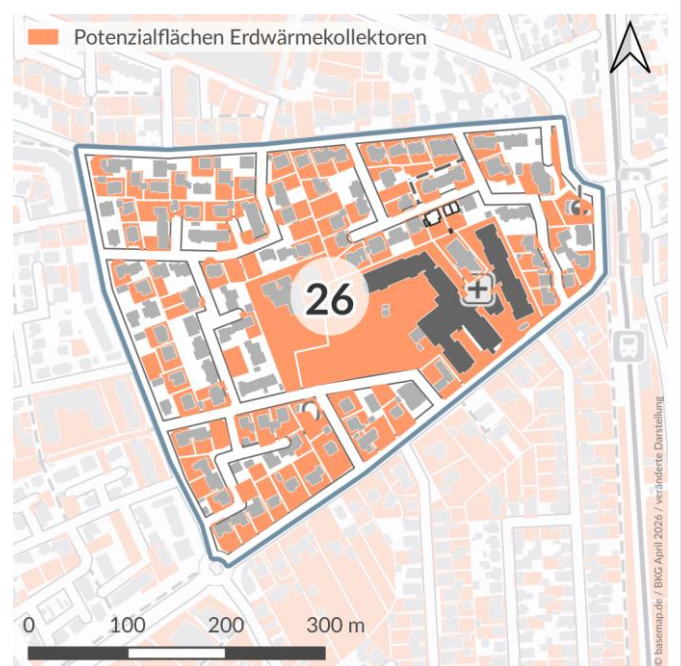 Potenzialflächen Erdwärmekollektoren
26
0 100 200 300 m
© basemap.de / BKG April 2026 / veränderte Darstellung